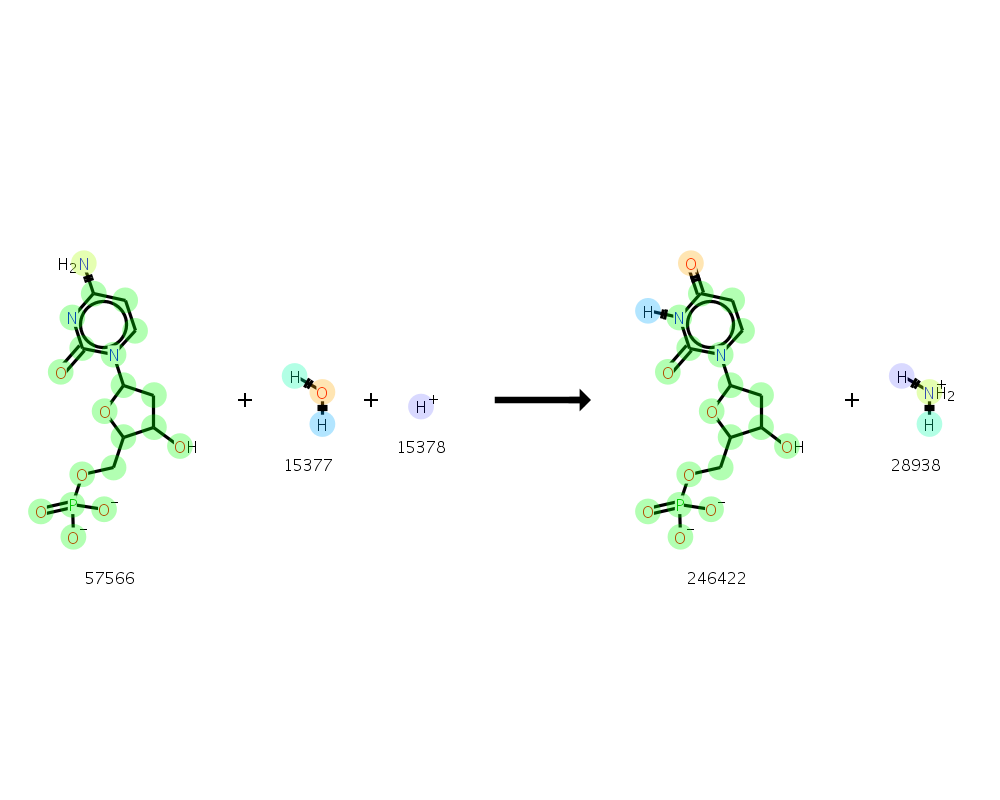 H2N
N
N
O
O
OH
O
P
O
O−
O−
57566
+
H
O
H
15377
+
H+
15378
O
H
N
N
O
O
OH
O
P
O
O−
O−
246422
+
H
NH2+
H
28938